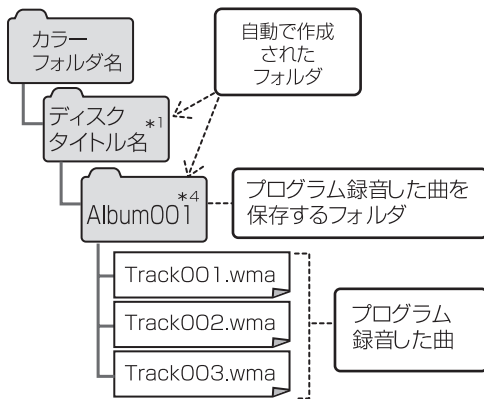 カラー
フォルダ名
自動で作成
された
フォルダ
ディスク
タイトル名*1
Album001*4
プログラム録音した曲を
保存するフォルダ
Track001.wma
Track002.wma
Track003.wma
プログラム
録音した曲